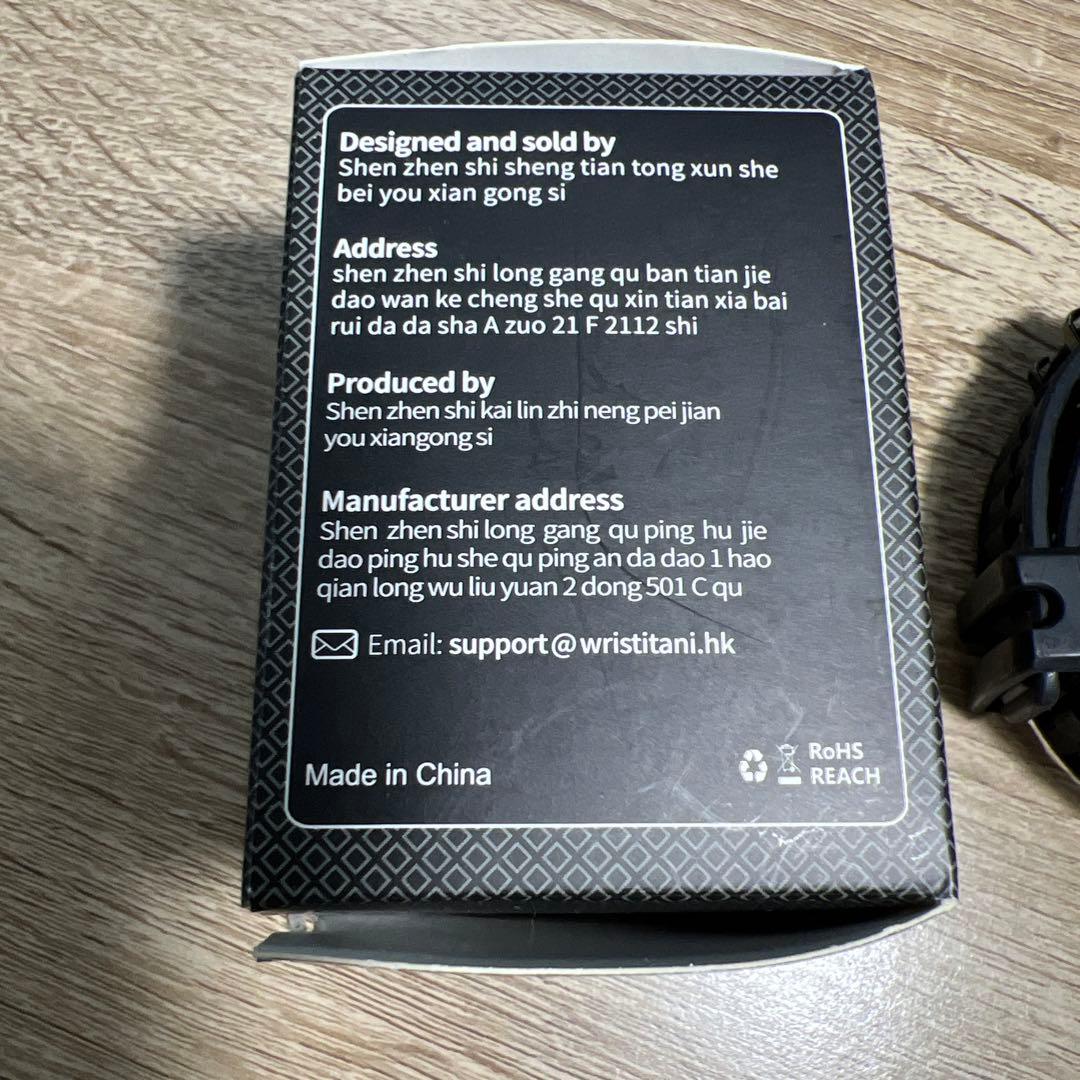 Designed and sold by
Shen zhen shi sheng tian tong xun she
bei you xian gong si
Address
shen zhen shi long gang qu ban tian jie
dao wan ke cheng she qu xin tian xia bai
rui da da sha A zuo 21 F 2112 shi
Produced by
Shen zhen shi kai lin zhi neng pei jian
you xiangong si
Manufacturer address
Shen zhen shi long gang qu ping hu jie
dao ping hu she qu ping an da dao 1 hao
qian long wu liu yuan 2 dong 501 C qu
Email: support@wristitani.hk
Made in China
RoHS
REACH